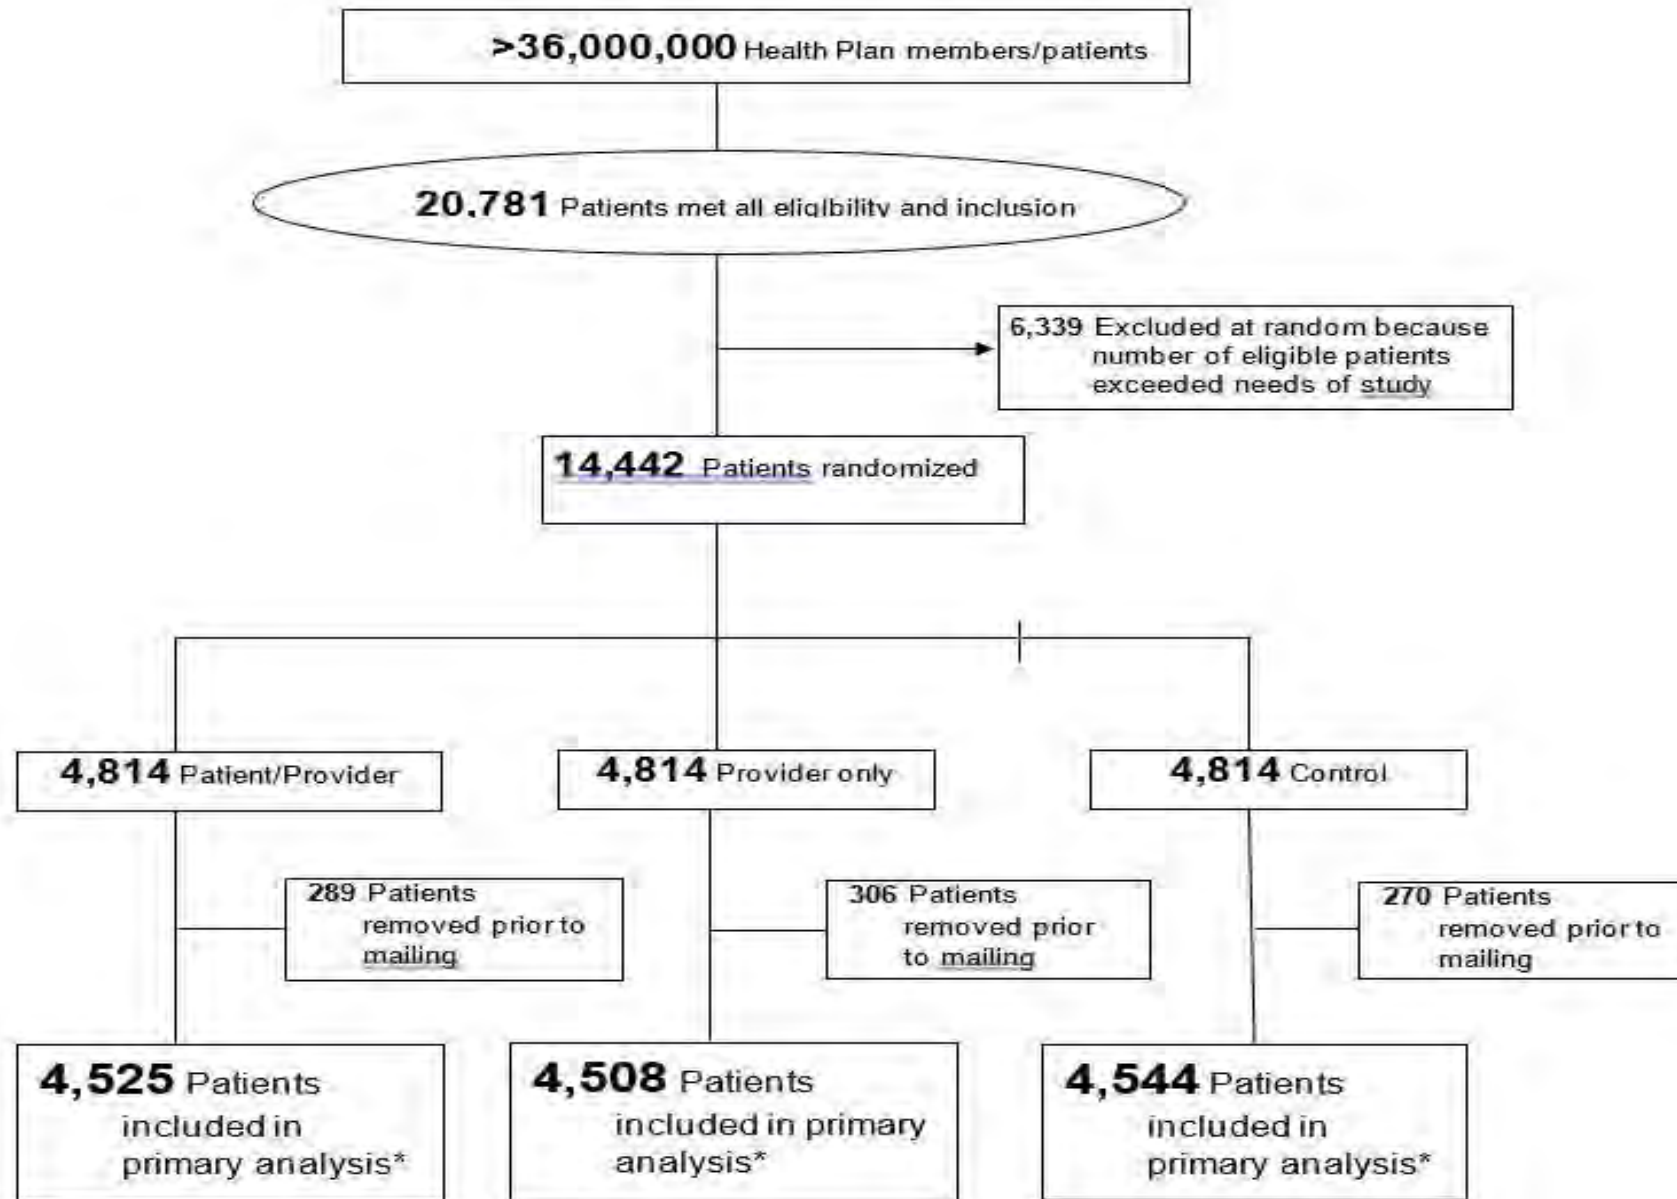 >36,000,000 Health Plan members/patients
20,781 Patients met all eligibility and inclusion
6,339 Excluded at random because
number of eligible patients
exceeded needs of study
14,442 Patients randomized
4,814 Patient/Provider
4,814 Provider only
4,814 Control
289 Patients
removed prior to
mailing
306 Patients
removed prior
to mailing
270 Patients
removed prior to
mailing
4,525 Patients
included in
primary analysis*
4,508 Patients
included in primary
analysis*
4,544 Patients
included in
primary analysis*